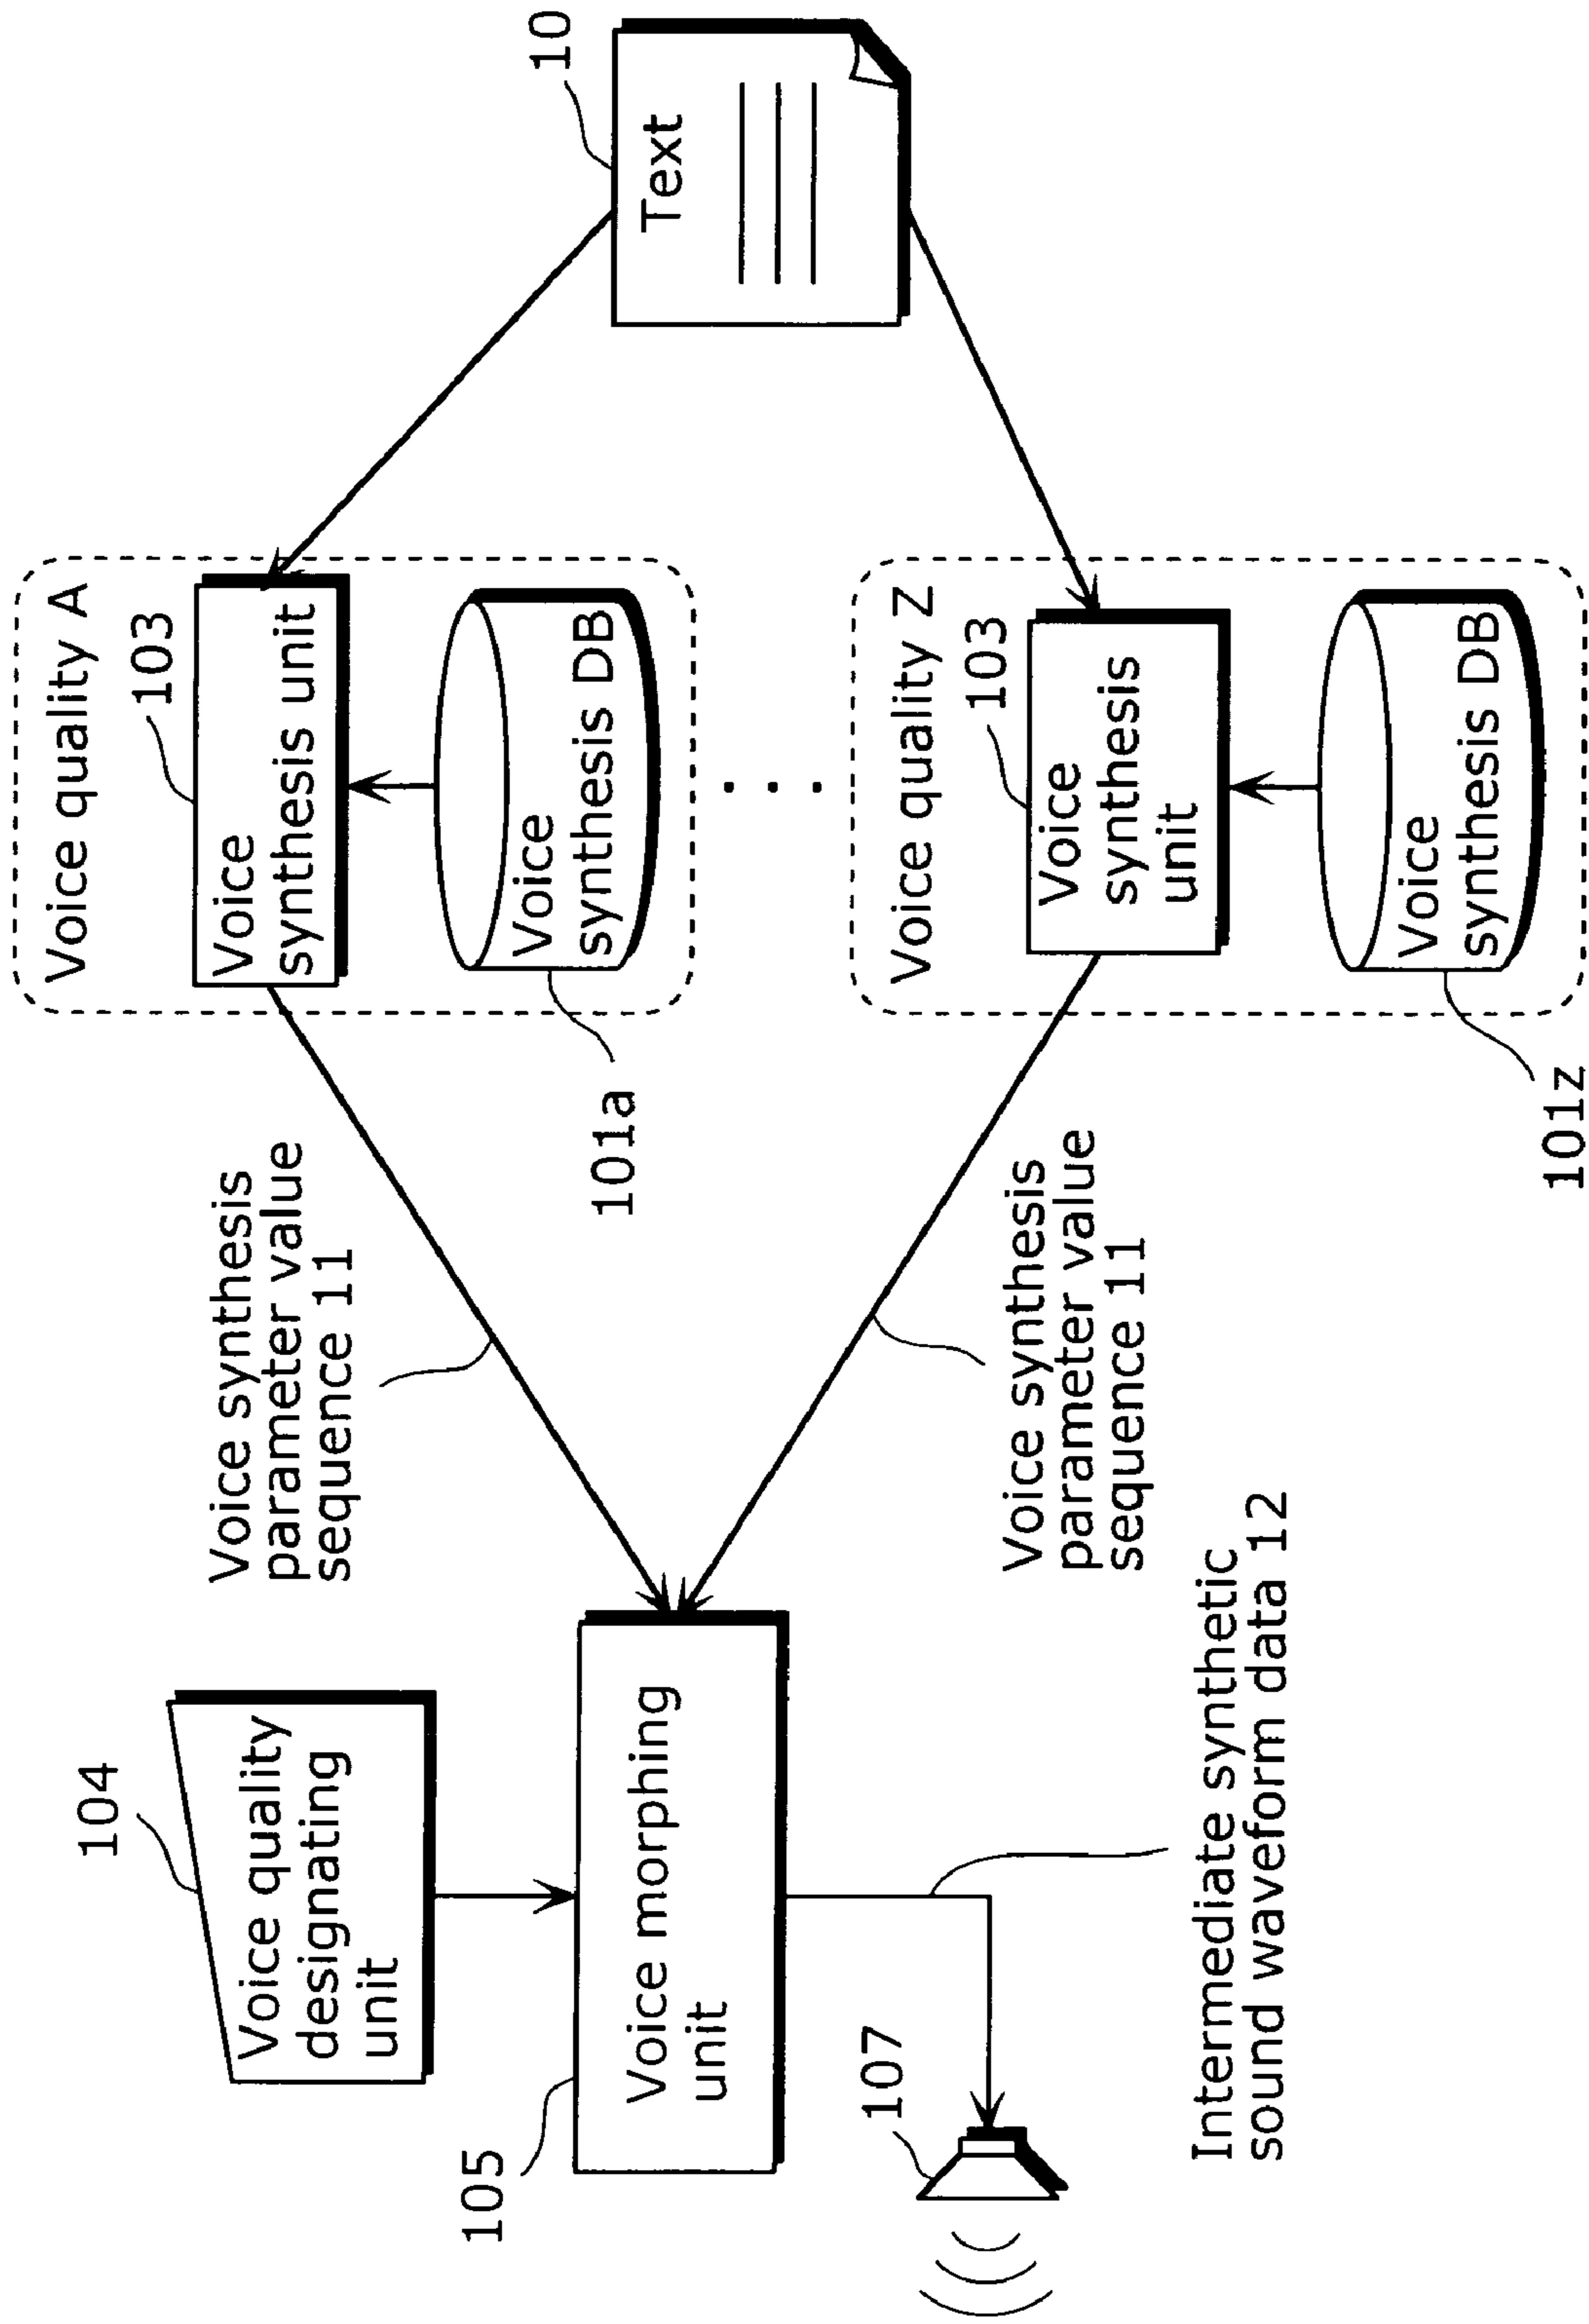 10
Text
Voice quality A
103
Voice
synthesis unit
Voice
synthesis DB
101a
...
Voice quality Z
103
Voice
synthesis
unit
Voice
synthesis DB
101z
Voice synthesis
parameter value
sequence 11
Voice synthesis
parameter value
sequence 11
104
Voice quality
designating
unit
105
Voice morphing
unit
107
Intermediate synthetic
sound waveform data 12